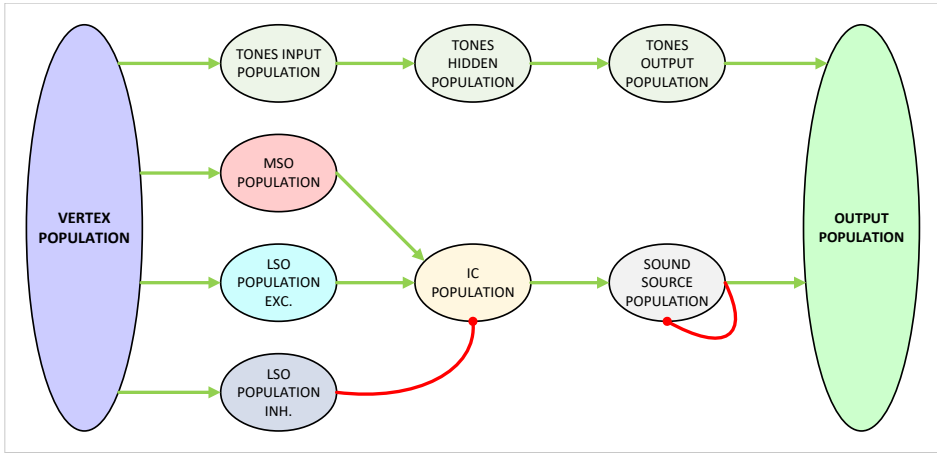 TONES INPUT
POPULATION
TONES
HIDDEN
POPULATION
TONES
OUTPUT
POPULATION
MSO
POPULATION
VERTEX
POPULATION
LSO
POPULATION
EXC.
IC
POPULATION
SOUND
SOURCE
POPULATION
OUTPUT
POPULATION
LSO
POPULATION
INH.